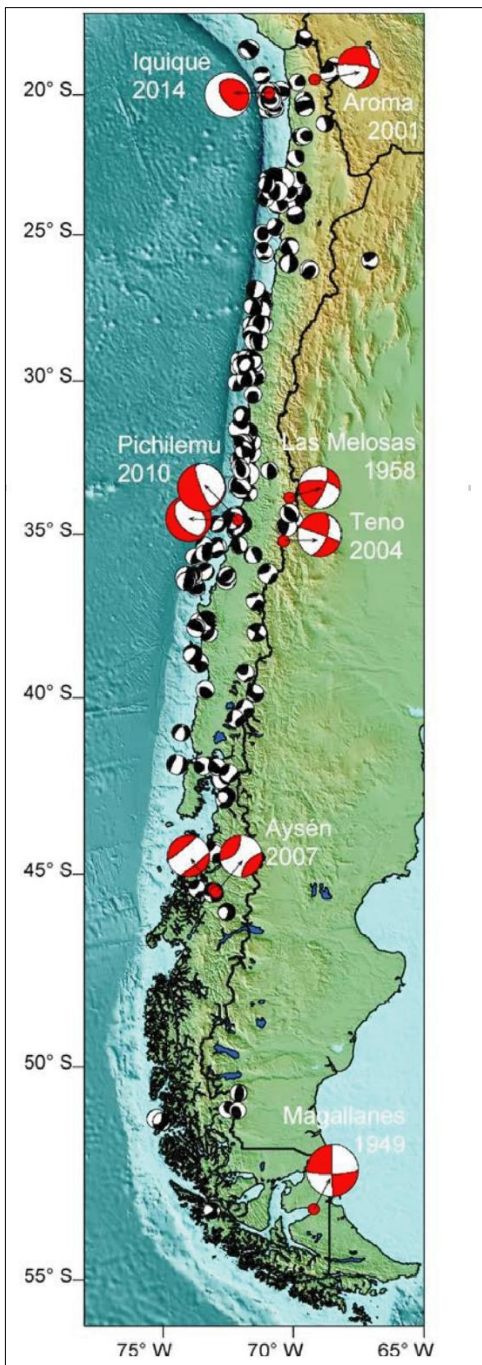 Iquique
2014
20° S
Aroma
2001
25° S
30° S
Pichilemu
2010
Las Melosas
1958
Teno
2004
35° S
40° S
Aysén
2007
45° S
50° S
Magallanes
1949
55° S
75° W
70° W
65° W